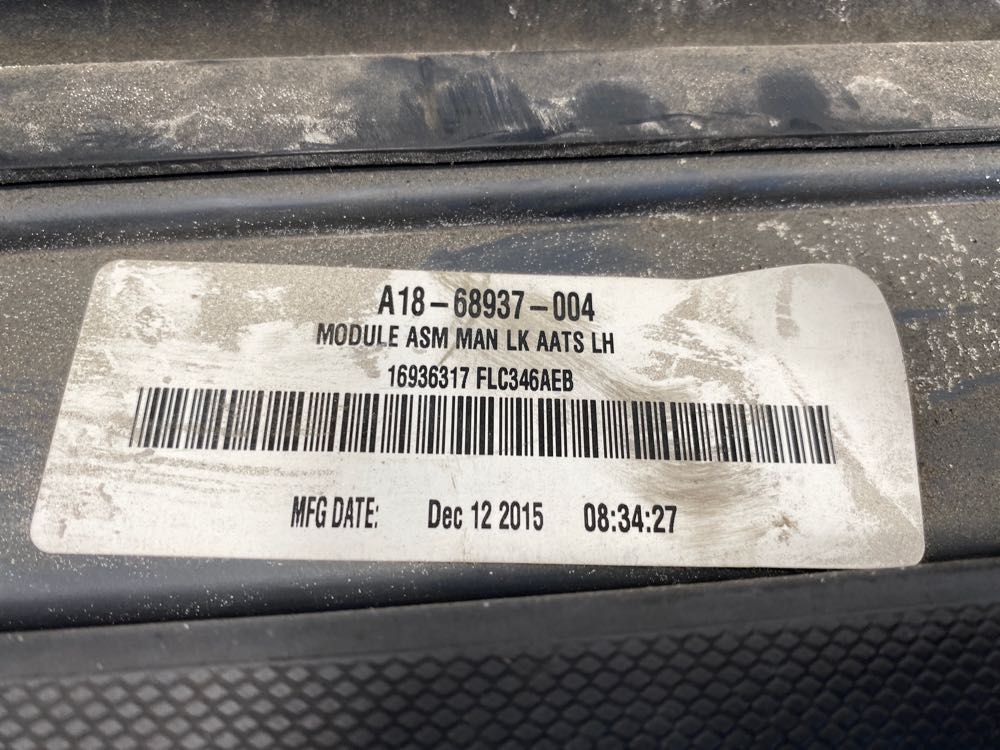 A18-68937-004
MODULE ASM MAN LK AATS LH
16936317 FLC346AEB
MFG DATE: Dec 12 2015 08:34:27